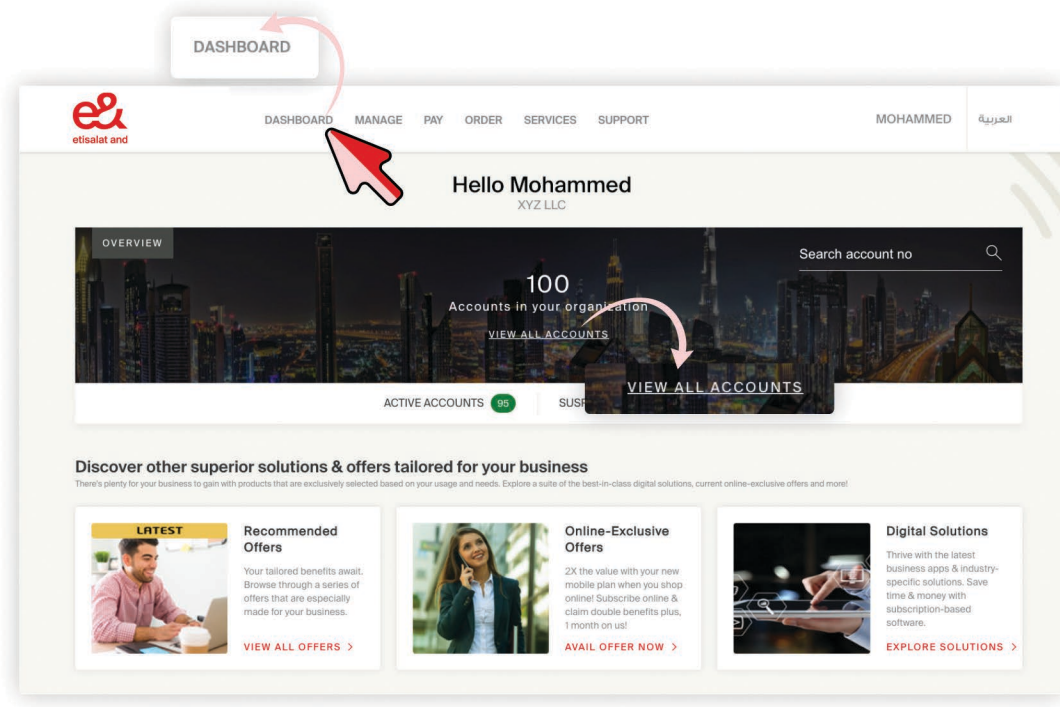 DASHBOARD
e&
etisalat and
DASHBOARD MANAGE PAY ORDER SERVICES SUPPORT MOHAMMED العربية
Hello Mohammed
XYZ LLC
OVERVIEW
Search account no
100
Accounts in your organization
VIEW ALL ACCOUNTS
VIEW ALL ACCOUNTS
ACTIVE ACCOUNTS 95
Discover other superior solutions & offers tailored for your business
There's plenty for your business to gain with products that are exclusively selected based on your usage and needs. Explore a suite of the best-in-class digital solutions, current online-exclusive offers and more!
LATEST
Recommended
Offers
Your tailored benefits await.
Browse through a series of
offers that are especially
made for your business.
VIEW ALL OFFERS >
Online-Exclusive
Offers
2X the value with your new
mobile plan when you shop
online! Subscribe online &
claim double benefits plus,
1 month on us!
AVAIL OFFER NOW >
Digital Solutions
Thrive with the latest
business apps & industry-
specific solutions. Save
time & money with
subscription-based
software.
EXPLORE SOLUTIONS >